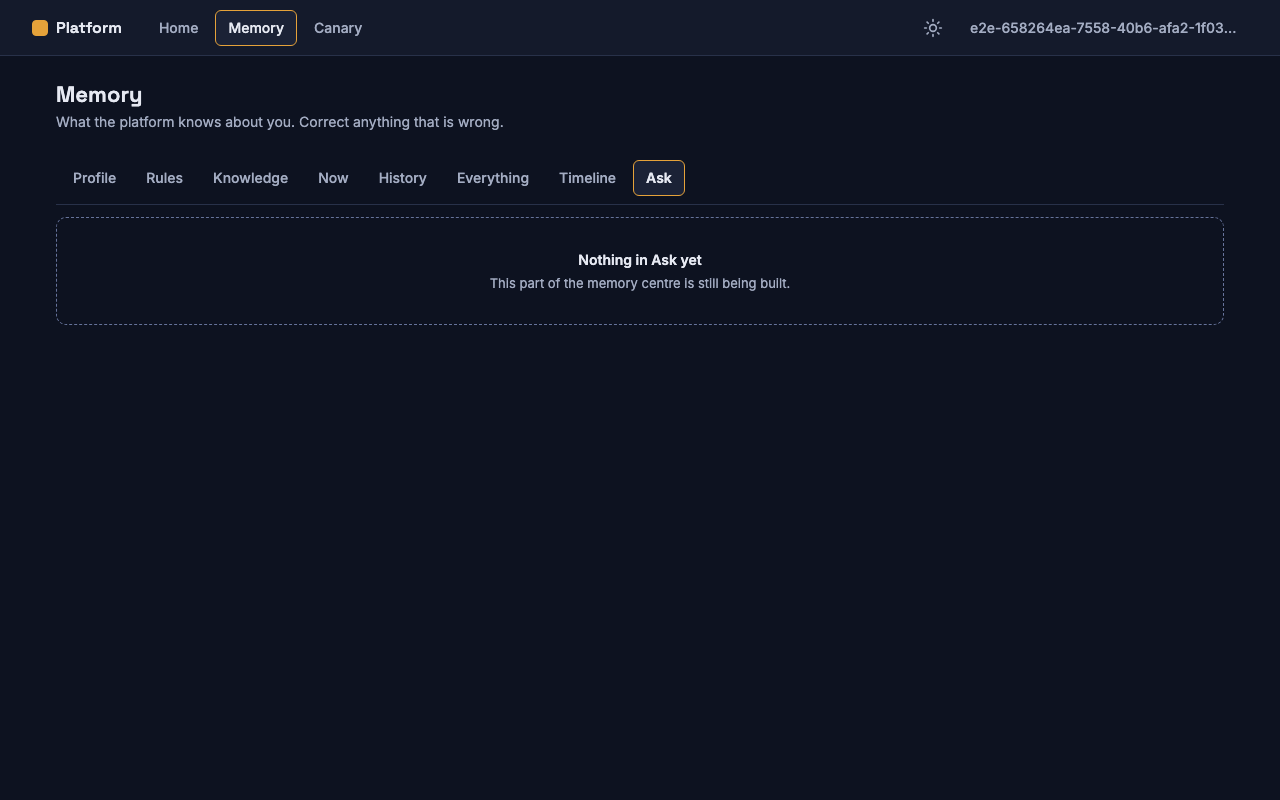 Platform
Home
Memory
Canary
e2e-658264ea-7558-40b6-afa2-1f03...
Memory
What the platform knows about you. Correct anything that is wrong.
Profile
Rules
Knowledge
Now
History
Everything
Timeline
Ask
Nothing in Ask yet
This part of the memory centre is still being built.